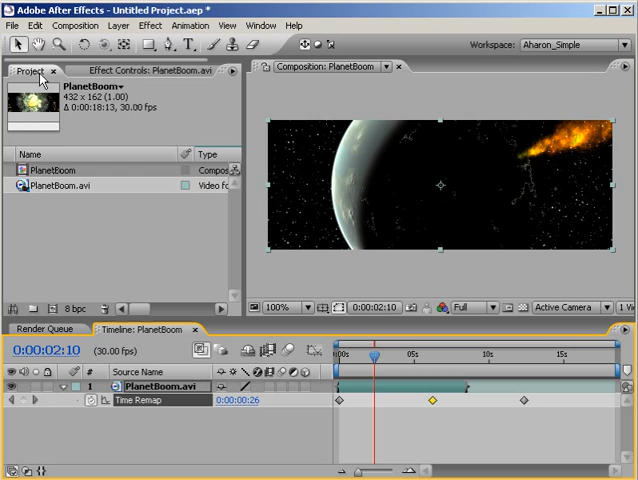 Adobe After Effects - Untitled Project.aep *
File Edit Composition Layer Effect Animation View Window Help
Workspace: Aharon_Simple
Project × Effect Controls: PlanetBoom.avi
Composition: PlanetBoom ×
PlanetBoom
432 x 162 (1.00)
Δ 0:00:18:13, 30.00 fps
Name Type
PlanetBoom Compos
PlanetBoom.avi Video fo
8 bpc
100% 0:00:02:10 Full Active Camera 1 Vi
Render Queue Timeline: PlanetBoom ×
0:00:02:10 (30.00 fps)
:00s 05s 10s 15s
# Source Name
1 PlanetBoom.avi
Time Remap 0:00:00:26